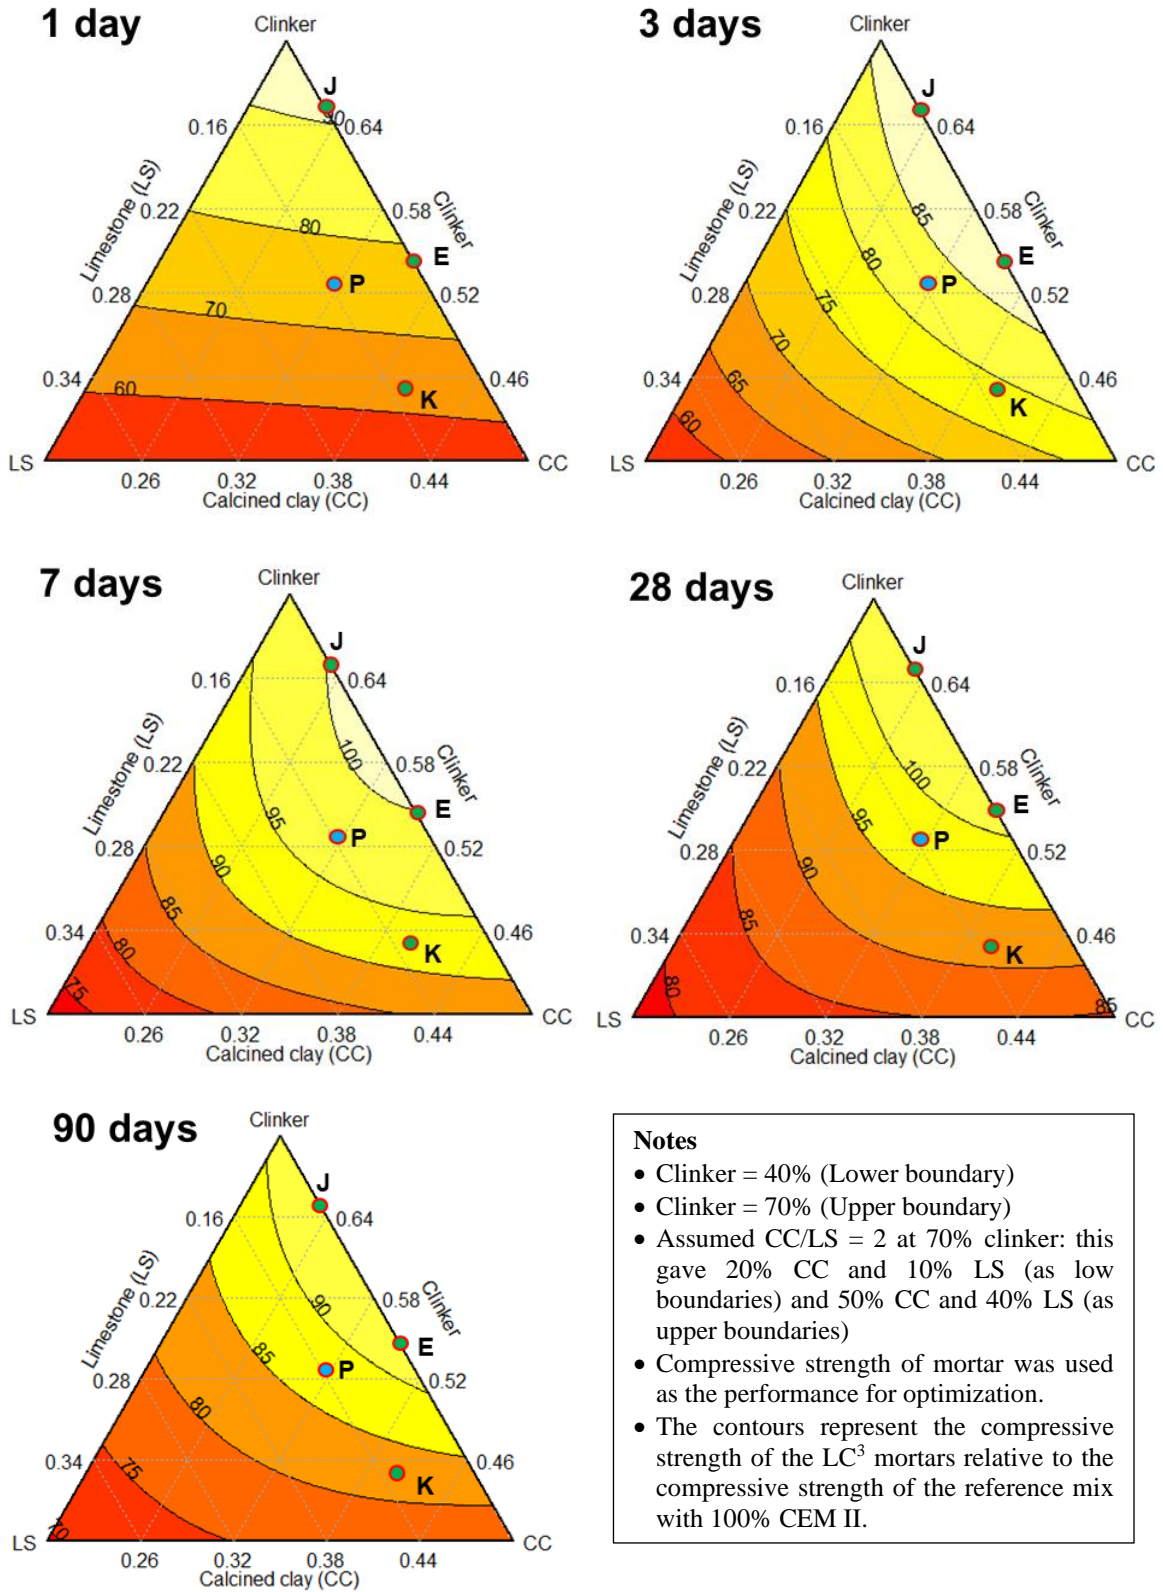 1 day
Clinker
J
90
0.16
0.64
Limestone (LS)
0.22
0.58
Clinker
80
E
P
0.28
0.52
70
0.34
0.46
60
K
LS
CC
0.26
0.32
0.38
0.44
Calcined clay (CC)
3 days
Clinker
J
0.16
0.64
Limestone (LS)
0.22
85
0.58
Clinker
80
E
P
0.28
0.52
75
70
0.34
65
0.46
K
60
LS
CC
0.26
0.32
0.38
0.44
Calcined clay (CC)
7 days
Clinker
J
0.16
0.64
Limestone (LS)
0.22
100
0.58
Clinker
E
95
P
0.28
0.52
90
85
0.34
80
0.46
K
75
LS
CC
0.26
0.32
0.38
0.44
Calcined clay (CC)
28 days
Clinker
J
0.16
0.64
Limestone (LS)
0.22
100
0.58
Clinker
E
95
P
0.28
0.52
90
85
0.34
0.46
K
80
85
LS
CC
0.26
0.32
0.38
0.44
Calcined clay (CC)
90 days
Clinker
J
0.16
0.64
Limestone (LS)
0.22
90
0.58
Clinker
E
85
P
0.28
0.52
80
0.34
75
0.46
K
70
LS
CC
0.26
0.32
0.38
0.44
Calcined clay (CC)
Notes
• Clinker = 40% (Lower boundary)
• Clinker = 70% (Upper boundary)
• Assumed CC/LS = 2 at 70% clinker: this
gave 20% CC and 10% LS (as low
boundaries) and 50% CC and 40% LS (as
upper boundaries)
• Compressive strength of mortar was used
as the performance for optimization.
• The contours represent the compressive
strength of the LC³ mortars relative to the
compressive strength of the reference mix
with 100% CEM II.